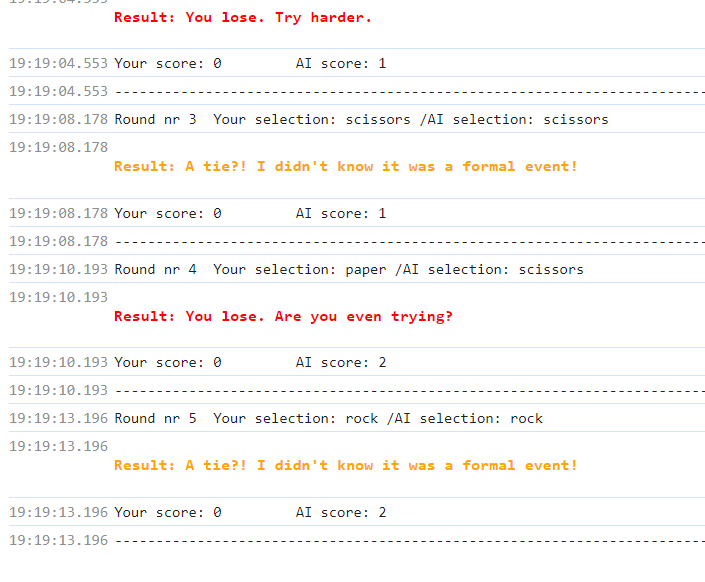 19:19:04.553
Result: You lose. Try harder.
19:19:04.553 Your score: 0 AI score: 1
19:19:04.553 ------------------------------------------------------------------------
19:19:08.178 Round nr 3 Your selection: scissors /AI selection: scissors
19:19:08.178
Result: A tie?! I didn't know it was a formal event!
19:19:08.178 Your score: 0 AI score: 1
19:19:08.178 ------------------------------------------------------------------------
19:19:10.193 Round nr 4 Your selection: paper /AI selection: scissors
19:19:10.193
Result: You lose. Are you even trying?
19:19:10.193 Your score: 0 AI score: 2
19:19:10.193 ------------------------------------------------------------------------
19:19:13.196 Round nr 5 Your selection: rock /AI selection: rock
19:19:13.196
Result: A tie?! I didn't know it was a formal event!
19:19:13.196 Your score: 0 AI score: 2
19:19:13.196 ------------------------------------------------------------------------